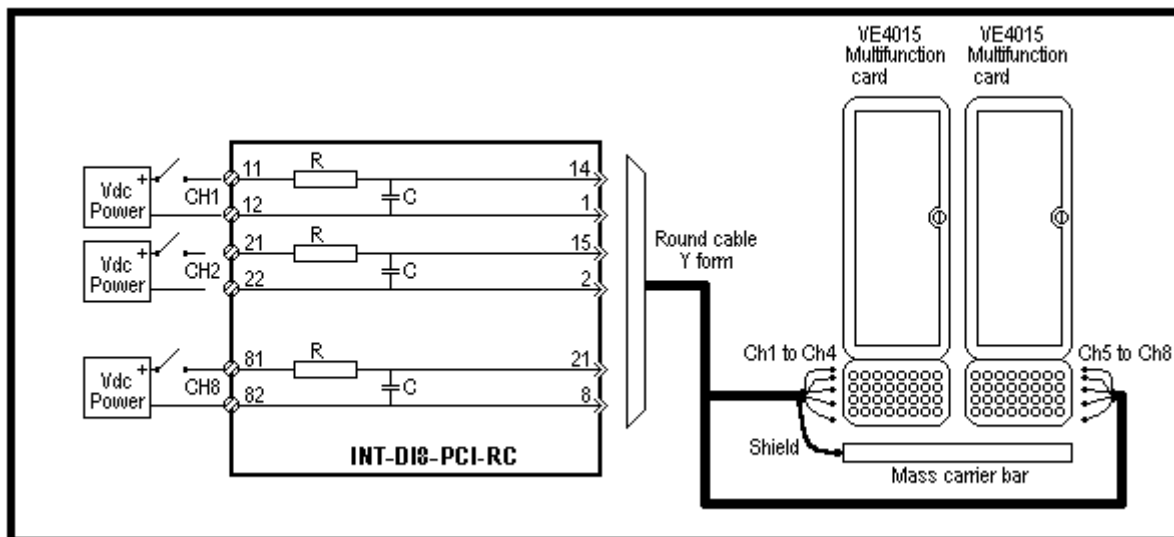 VE4015
Multifunction
card
VE4015
Multifunction
card
Vdc
Power
+
CH1
11
R
14
12
C
1
Vdc
Power
+
CH2
21
R
15
22
C
2
Vdc
Power
+
CH8
81
R
21
82
C
8
INT-DI8-PCI-RC
Round cable
Y form
Ch1 to Ch4
Ch5 to Ch8
Shield
Mass carrier bar